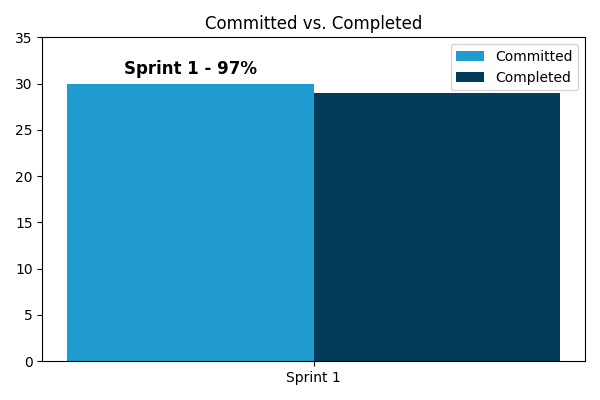 Committed vs. Completed
35
30
25
20
15
10
5
0
Sprint 1 - 97%
Committed
Completed
Sprint 1